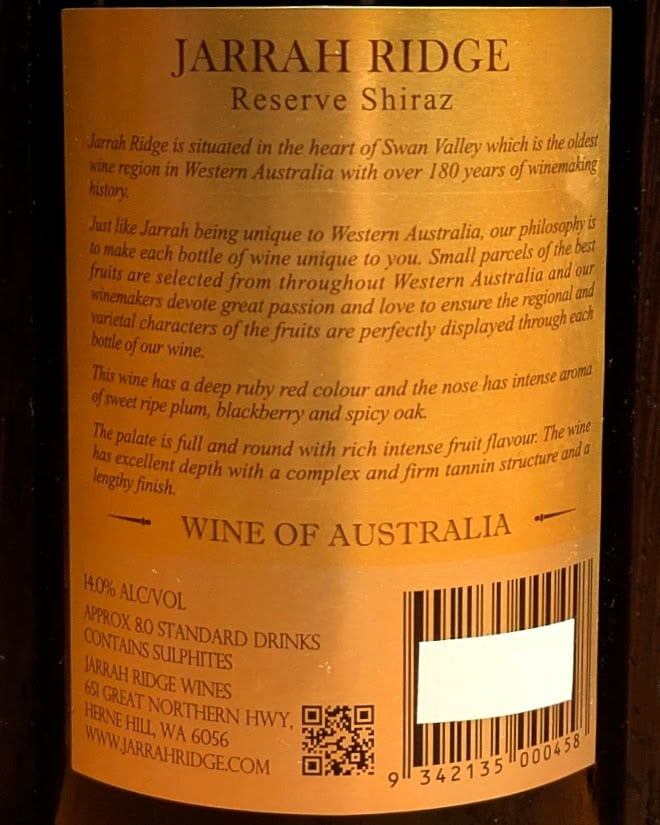 JARRAH RIDGE
Reserve Shiraz
Jarrah Ridge is situated in the heart of Swan Valley which is the oldest
wine region in Western Australia with over 180 years of winemaking
history.
Just like Jarrah being unique to Western Australia, our philosophy is
to make each bottle of wine unique to you. Small parcels of the best
fruits are selected from throughout Western Australia and our
winemakers devote great passion and love to ensure the regional and
varietal characters of the fruits are perfectly displayed through each
bottle of our wine.
This wine has a deep ruby red colour and the nose has intense aroma
of sweet ripe plum, blackberry and spicy oak.
The palate is full and round with rich intense fruit flavour. The wine
has excellent depth with a complex and firm tannin structure and a
lengthy finish.
WINE OF AUSTRALIA
14.0% ALC/VOL
APPROX 8.0 STANDARD DRINKS
CONTAINS SULPHITES
JARRAH RIDGE WINES
651 GREAT NORTHERN HWY,
HERNE HILL, WA 6056
WWW.JARRAHRIDGE.COM
9 342135 000458